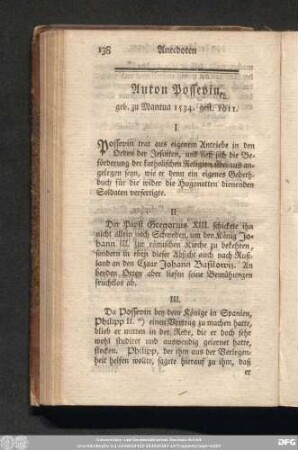 138 Anecdoten
Anton Possevin,
geb. zu Mantua 1534. gest. 1611.
I
Possevin trat aus eigenem Antriebe in den
Orden der Jesuiten, und ließ sich die Be-
förderung der katholischen Religion sehr an-
gelegen seyn, wie er denn ein eigenes Gebeth-
buch für die wider die Hugenotten dienenden
Soldaten verfertigte.
II
Der Papst Gregorius XIII. schickte ihn
nicht allein nach Schweden, um den König Jo-
hann III. zur römischen Kirche zu bekehren,
sondern in eben dieser Absicht auch nach Ruß-
land an den Czaar Johann Basilowiz. An
beyden Orten aber liefen seine Bemühungen
fruchtlos ab.
III.
Da Possevin bey dem Könige in Spanien,
Philipp II. *) einen Vortrag zu machen hatte,
blieb er mitten in der Rede, die er doch sehr
wohl studiret und auswendig gelernet hatte,
stecken. Philipp, der ihm aus der Verlegen-
heit helfen wollte, sagete hierauf zu ihm, daß
er